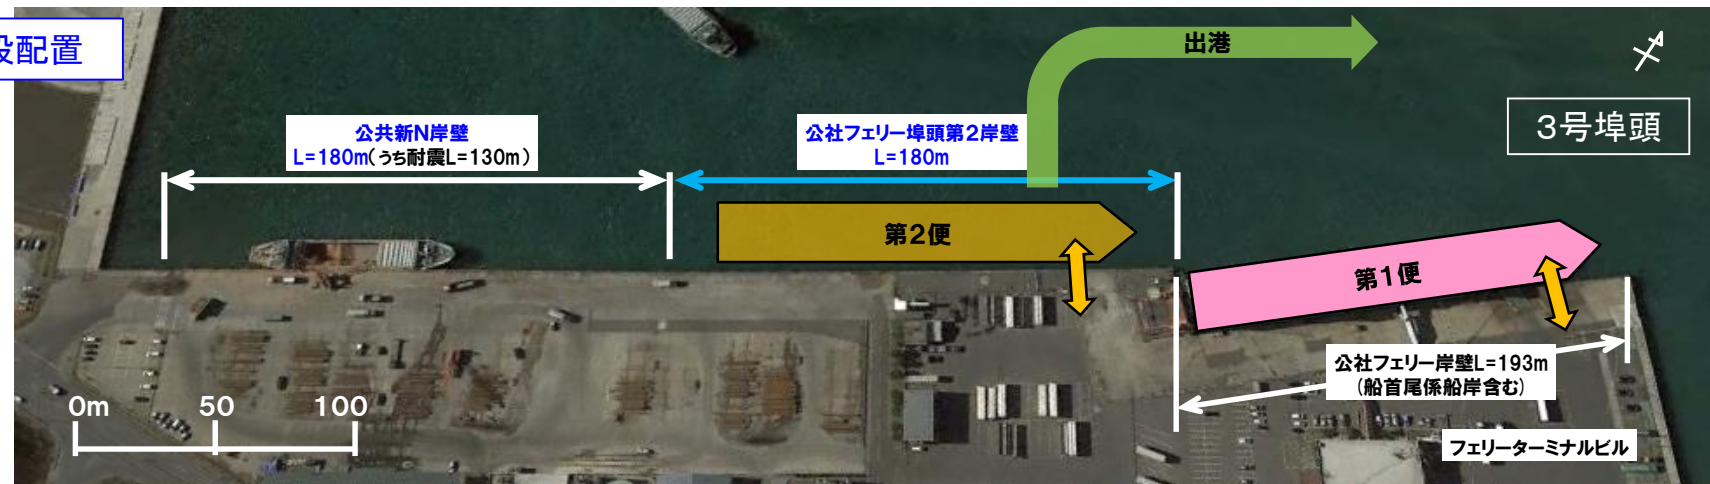 設配置
出港
3号埠頭
公共新N岸壁
L=180m(うち耐震L=130m)
公社フェリー埠頭第2岸壁
L=180m
第2便
第1便
公社フェリー岸壁L=193m
(船首尾係船岸含む)
フェリーターミナルビル
0m 50 100